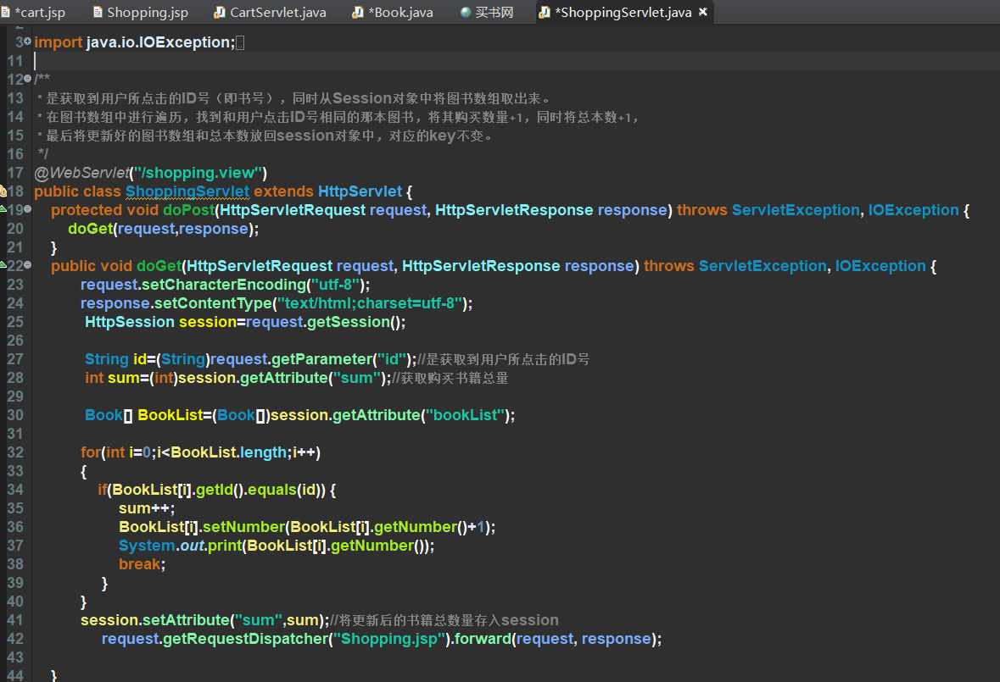 *cart.jsp Shopping.jsp CartServlet.java *Book.java 买书网 *ShoppingServlet.java
3 import java.io.IOException;
11
12 /**
13 * 是获取到用户所点击的ID号（即书号），同时从Session对象中将图书数组取出来。
14 * 在图书数组中进行遍历，找到和用户点击ID号相同的那本图书，将其购买数量+1，同时将总本数+1，
15 * 最后将更新好的图书数组和总本数放回session对象中，对应的key不变。
16 */
17 @WebServlet("/shopping.view")
18 public class ShoppingServlet extends HttpServlet {
19 protected void doPost(HttpServletRequest request, HttpServletResponse response) throws ServletException, IOException {
20 doGet(request,response);
21 }
22 public void doGet(HttpServletRequest request, HttpServletResponse response) throws ServletException, IOException {
23 request.setCharacterEncoding("utf-8");
24 response.setContentType("text/html;charset=utf-8");
25 HttpSession session=request.getSession();
26
27 String id=(String)request.getParameter("id");//是获取到用户所点击的ID号
28 int sum=(int)session.getAttribute("sum");//获取购买书籍总量
29
30 Book[] BookList=(Book[])session.getAttribute("bookList");
31
32 for(int i=0;i<BookList.length;i++)
33 {
34 if(BookList[i].getId().equals(id)) {
35 sum++;
36 BookList[i].setNumber(BookList[i].getNumber()+1);
37 System.out.print(BookList[i].getNumber());
38 break;
39 }
40 }
41 session.setAttribute("sum",sum);//将更新后的书籍总数量存入session
42 request.getRequestDispatcher("Shopping.jsp").forward(request, response);
43
44 }